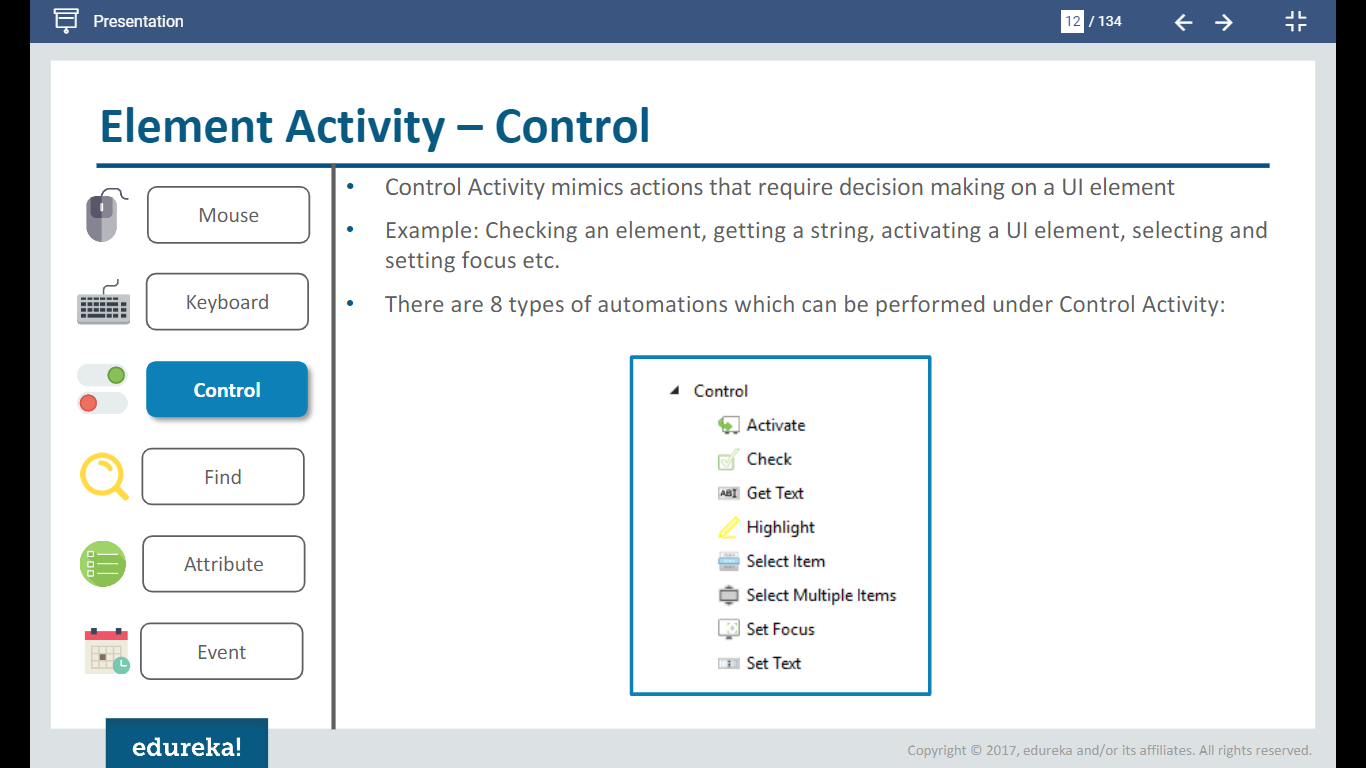 Presentation
12 / 134
Element Activity – Control
Mouse
Keyboard
Control
Find
Attribute
Event
• Control Activity mimics actions that require decision making on a UI element
• Example: Checking an element, getting a string, activating a UI element, selecting and
setting focus etc.
• There are 8 types of automations which can be performed under Control Activity:
Control
Activate
Check
ABI Get Text
Highlight
Select Item
Select Multiple Items
Set Focus
Set Text
edureka!
Copyright © 2017, edureka and/or its affiliates. All rights reserved.